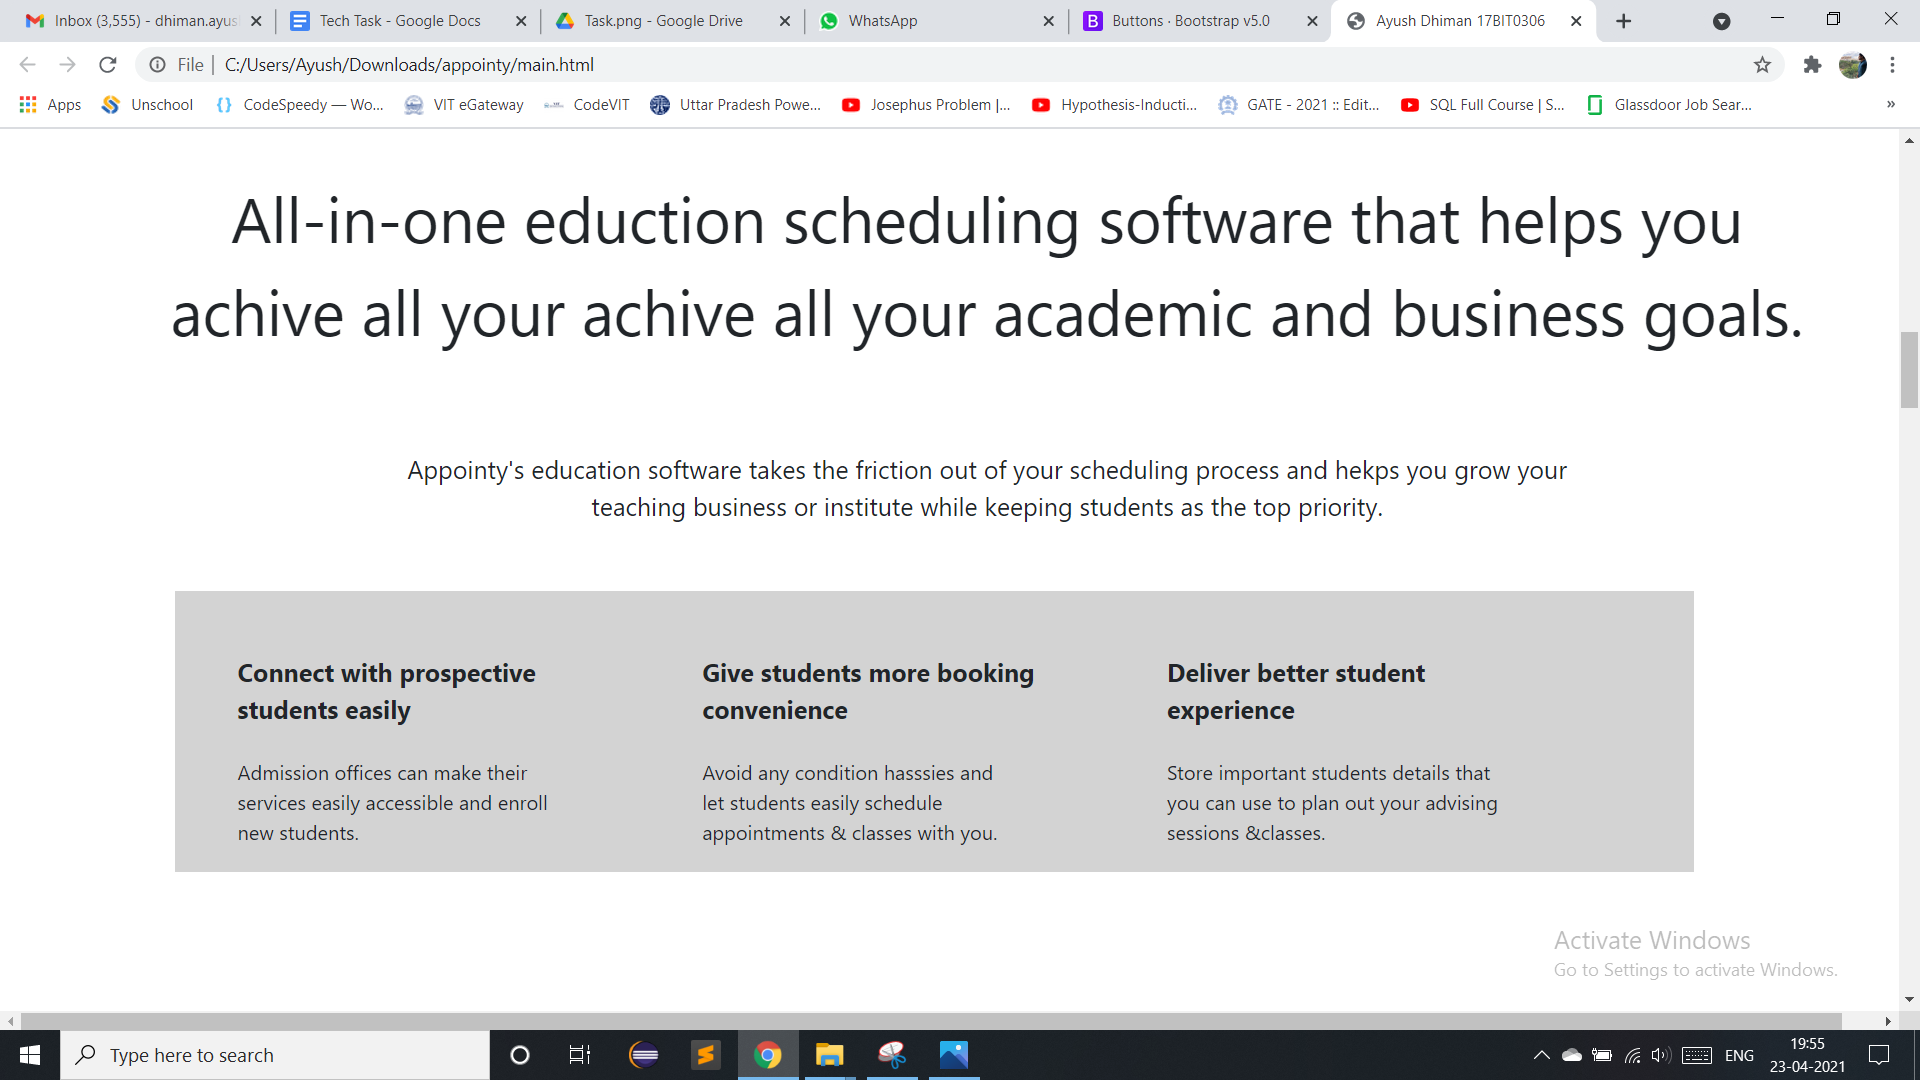 Inbox (3,555) - dhiman.ayus
Tech Task - Google Docs
Task.png - Google Drive
WhatsApp
Buttons · Bootstrap v5.0
Ayush Dhiman 17BIT0306
File | C:/Users/Ayush/Downloads/appointy/main.html
Apps
Unschool
CodeSpeedy — Wo...
VIT eGateway
CodeVIT
Uttar Pradesh Powe...
Josephus Problem |...
Hypothesis-Inducti...
GATE - 2021 :: Edit...
SQL Full Course | S...
Glassdoor Job Sear...
»
All-in-one eduction scheduling software that helps you
achive all your achive all your academic and business goals.
Appointy's education software takes the friction out of your scheduling process and hekps you grow your
teaching business or institute while keeping students as the top priority.
Connect with prospective
students easily
Admission offices can make their
services easily accessible and enroll
new students.
Give students more booking
convenience
Avoid any condition hasssies and
let students easily schedule
appointments & classes with you.
Deliver better student
experience
Store important students details that
you can use to plan out your advising
sessions &classes.
Activate Windows
Go to Settings to activate Windows.
Type here to search
ENG
19:55
23-04-2021